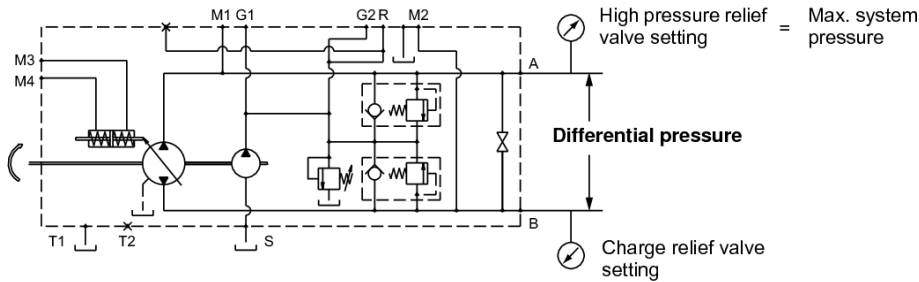 M1 G1 G2 R M2
High pressure relief = Max. system
valve setting pressure
M3
M4
A
Differential pressure
B
T1 T2 S
Charge relief valve
setting